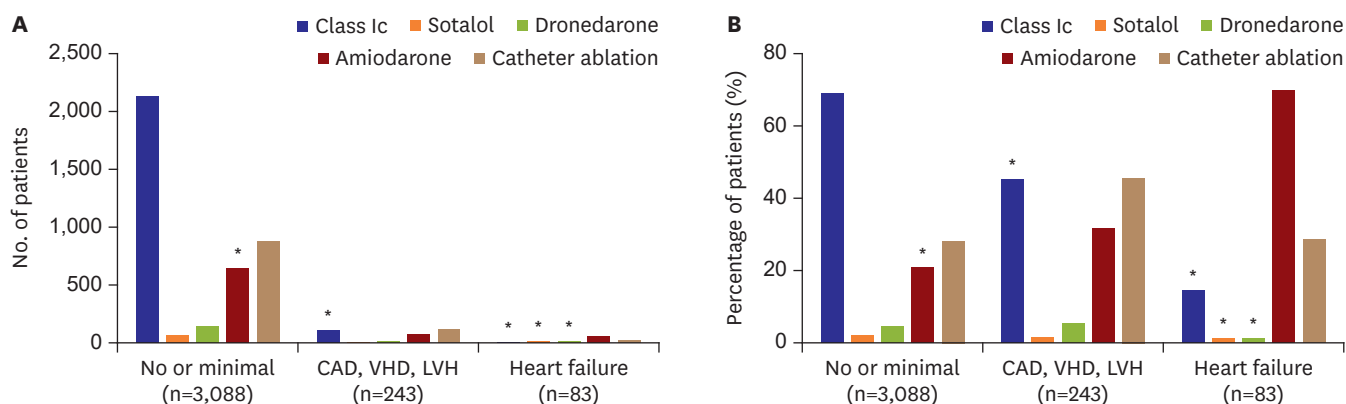 A
Class Ic Sotalol Dronedarone
Amiodarone Catheter ablation
No. of patients
2,500
2,000
1,500
1,000
500
0
*
*
* * *
No or minimal
(n=3,088)
CAD, VHD, LVH
(n=243)
Heart failure
(n=83)
B
Class Ic Sotalol Dronedarone
Amiodarone Catheter ablation
Percentage of patients (%)
80
60
40
20
0
*
*
*
* *
No or minimal
(n=3,088)
CAD, VHD, LVH
(n=243)
Heart failure
(n=83)